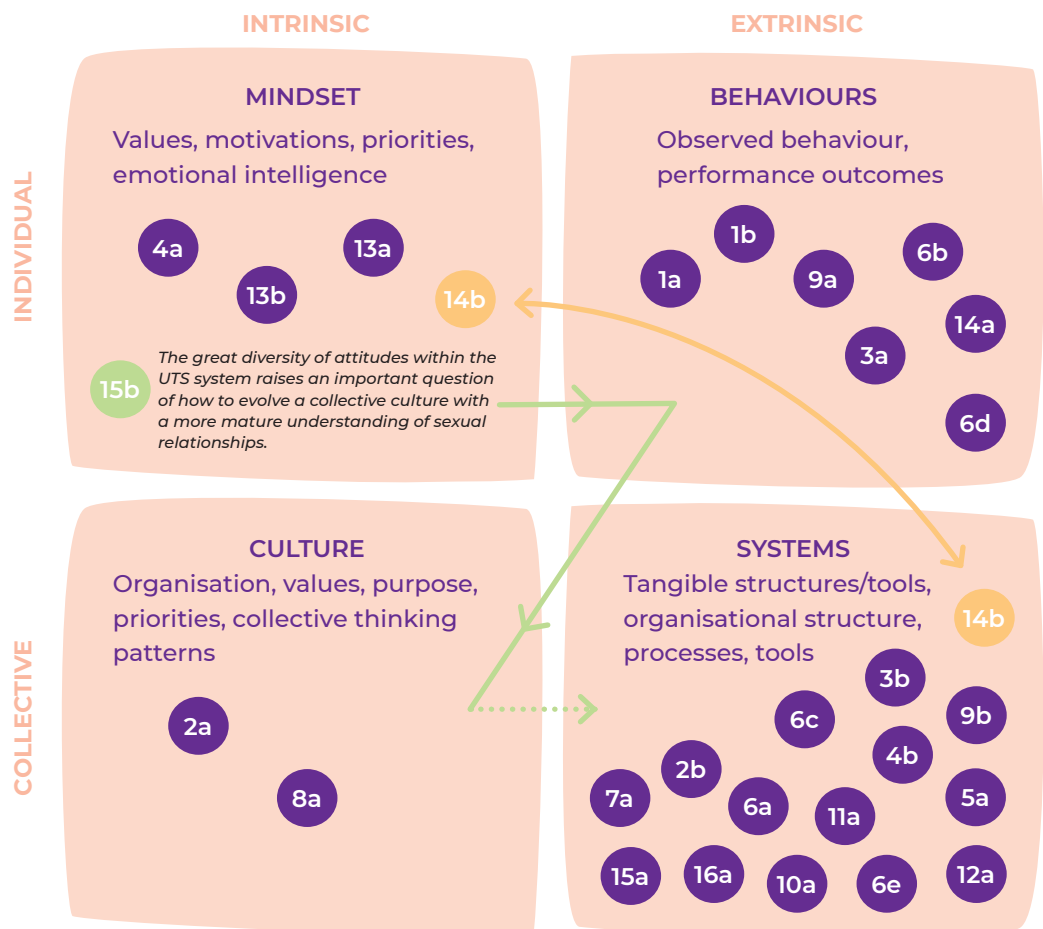 INTRINSIC
EXTRINSIC
INDIVIDUAL
MINDSET
Values, motivations, priorities,
emotional intelligence
4a
13a
13b
14b
15b
The great diversity of attitudes within the
UTS system raises an important question
of how to evolve a collective culture with
a more mature understanding of sexual
relationships.
BEHAVIOURS
Observed behaviour,
performance outcomes
1b
6b
1a
9a
14a
3a
6d
COLLECTIVE
CULTURE
Organisation, values, purpose,
priorities, collective thinking
patterns
2a
8a
SYSTEMS
Tangible structures/tools,
organisational structure,
processes, tools
14b
3b
6c
9b
4b
2b
7a
6a
11a
5a
15a
16a
10a
6e
12a